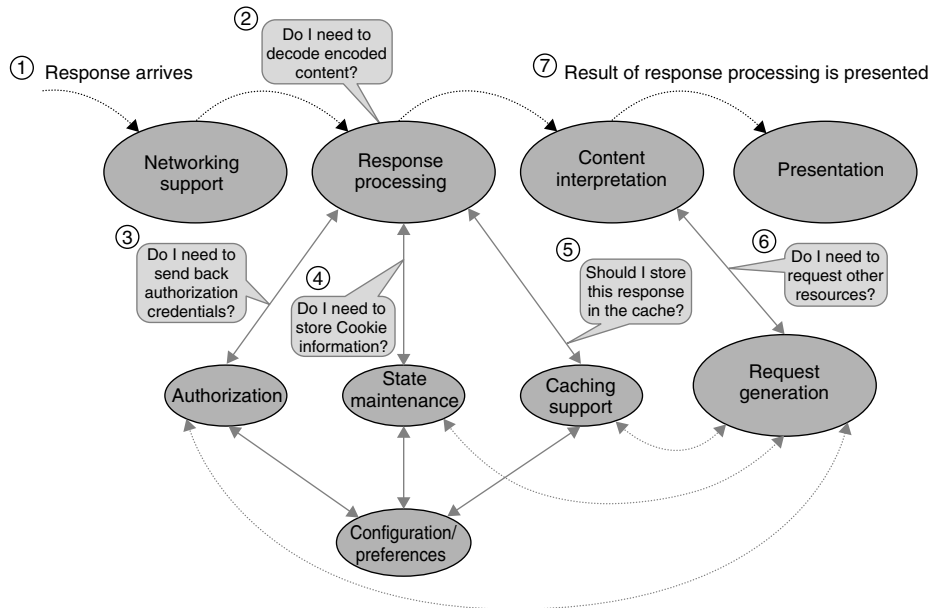 ②
Do I need to
decode encoded
content?
① Response arrives
⑦ Result of response processing is presented
Networking
support
Response
processing
Content
interpretation
Presentation
③
Do I need to
send back
authorization
credentials?
④
Do I need to
store Cookie
information?
⑤
Should I store
this response
in the cache?
⑥
Do I need to
request other
resources?
Authorization
State
maintenance
Caching
support
Request
generation
Configuration/
preferences